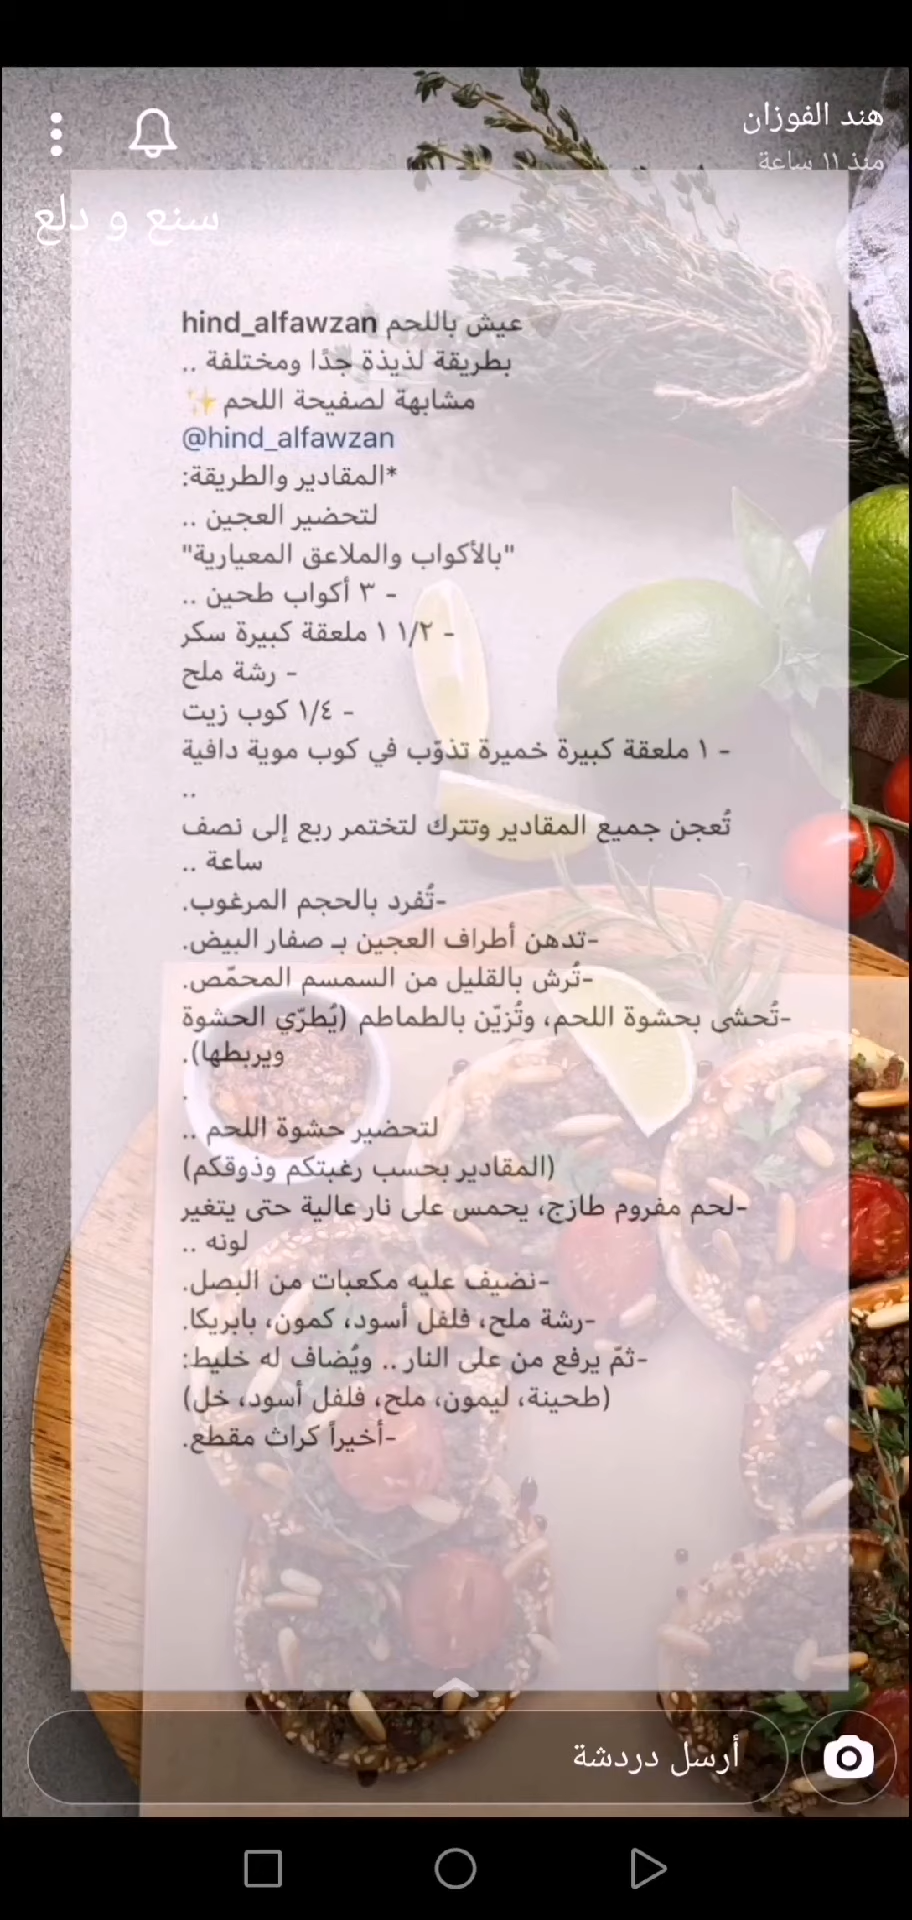 هند الفوزان
منذ ١١ ساعة
سنع و دلع
hind_alfawzan عيش باللحم
بطريقة لذيذة جدًا ومختلفة ..
مشابهة لصفيحة اللحم ✨
@hind_alfawzan
*المقادير والطريقة:
لتحضير العجين ..
"بالأكواب والملاعق المعيارية"
- ٣ أكواب طحين ..
- ١ ١/٢ ملعقة كبيرة سكر
- رشة ملح
- ١/٤ كوب زيت
- ١ ملعقة كبيرة خميرة تذوّب في كوب موية دافية
..
تُعجن جميع المقادير وتترك لتختمر ربع إلى نصف
ساعة ..
-تُفرد بالحجم المرغوب.
-تدهن أطراف العجين بـ صفار البيض.
-تُرش بالقليل من السمسم المحمّص.
-تُحشى بحشوة اللحم، وتُزيّن بالطماطم (يُطرّي الحشوة
ويربطها).
.
لتحضير حشوة اللحم ..
(المقادير بحسب رغبتكم وذوقكم)
-لحم مفروم طازج، يحمس على نار عالية حتى يتغير
لونه ..
-نضيف عليه مكعبات من البصل.
-رشة ملح، فلفل أسود، كمون، بابريكا.
-ثمّ يرفع من على النار .. ويُضاف له خليط:
(طحينة، ليمون، ملح، فلفل أسود، خل)
-أخيراً كراث مقطع.
أرسل دردشة